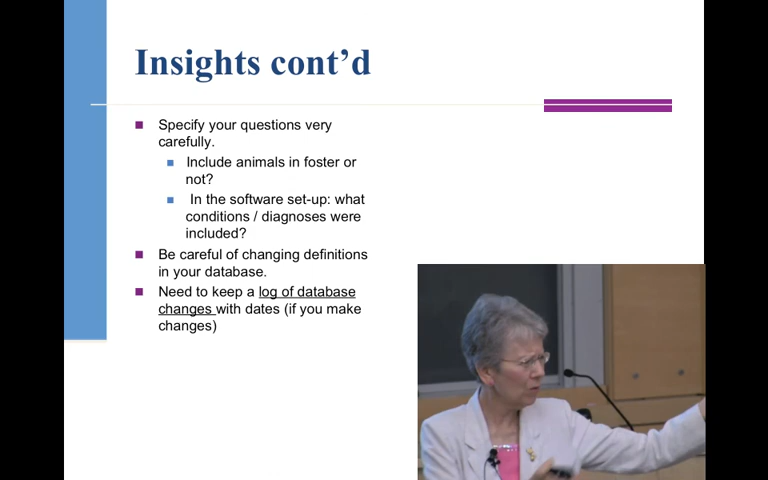 Insights cont’d
Specify your questions very
carefully.
Include animals in foster or
not?
In the software set-up: what
conditions / diagnoses were
included?
Be careful of changing definitions
in your database.
Need to keep a log of database
changes with dates (if you make
changes)